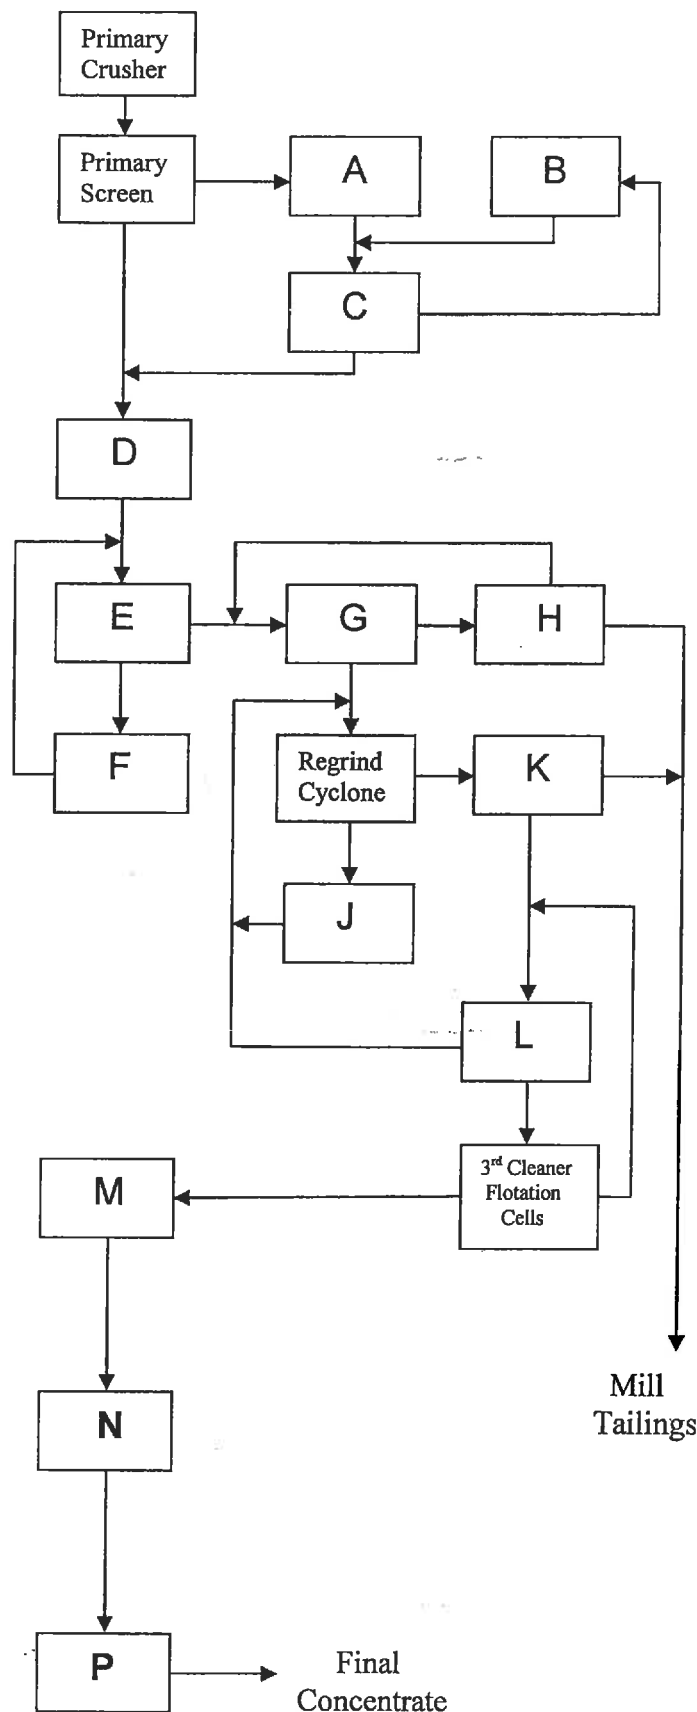 Primary
Crusher
Primary
Screen
A
B
C
D
E
G
H
F
Regrind
Cyclone
K
J
L
3rd Cleaner
Flotation
Cells
M
Mill
Tailings
N
P
Final
Concentrate